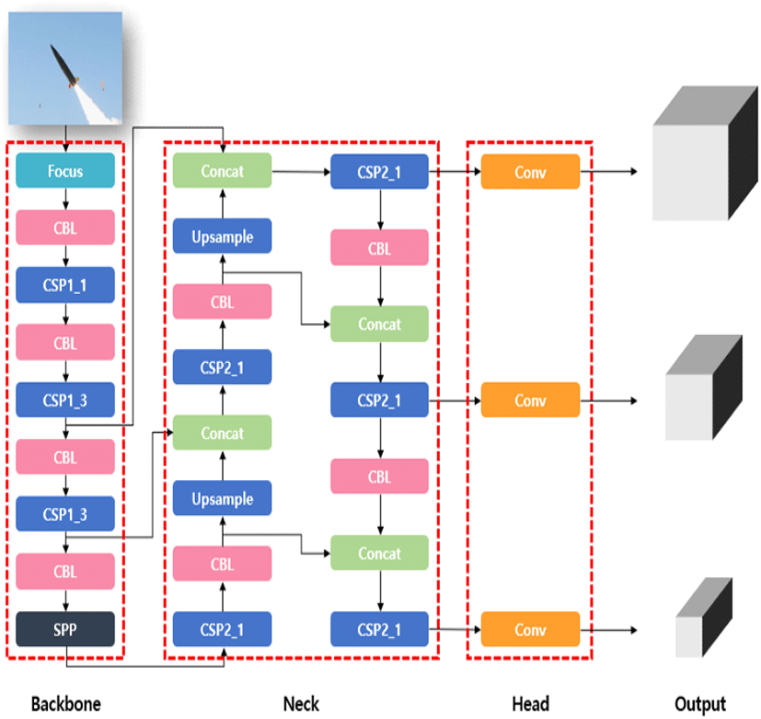 Focus
CBL
CSP1_1
CBL
CSP1_3
CBL
CSP1_3
CBL
SPP
Concat
Upsample
CBL
CSP2_1
Concat
Upsample
CBL
CSP2_1
CSP2_1
CBL
Concat
CSP2_1
CBL
Concat
CSP2_1
Conv
Conv
Conv
Backbone
Neck
Head
Output